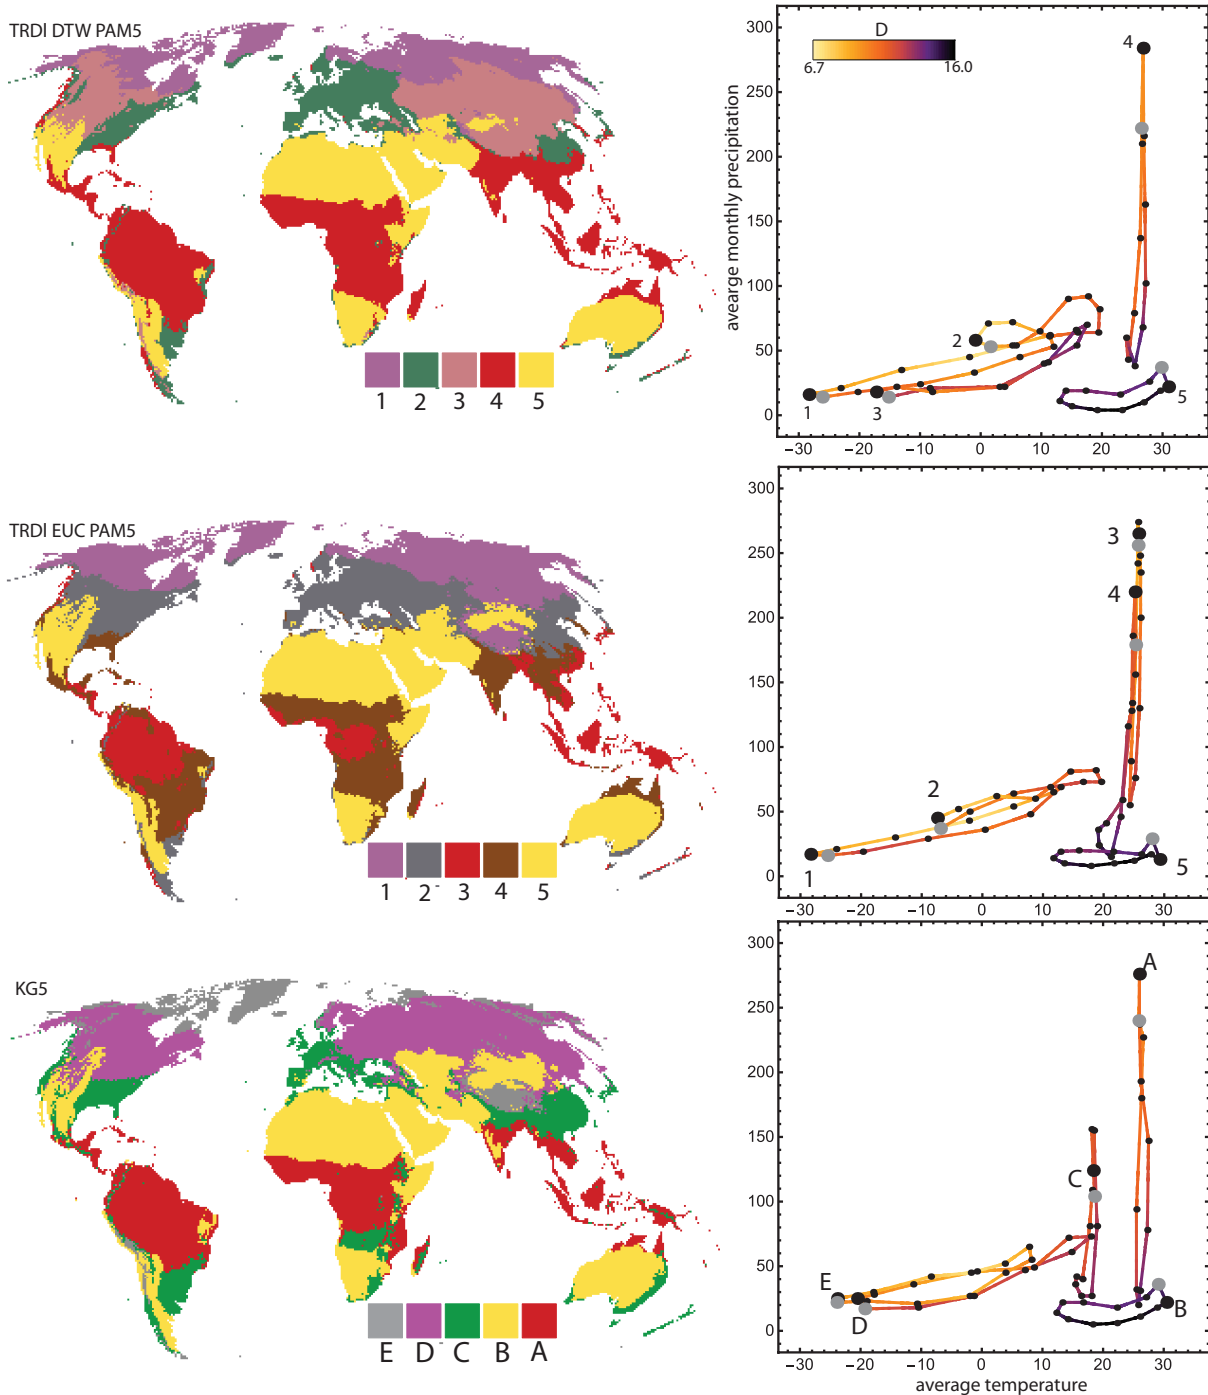 TRDl DTW PAM5
1 2 3 4 5
D
6.7 16.0
avearge monthly precipitation
300
250
200
150
100
50
0
−30 −20 −10 0 10 20 30
1 2 3 4 5
TRDl EUC PAM5
1 2 3 4 5
300
250
200
150
100
50
0
−30 −20 −10 0 10 20 30
1 2 3 4 5
KG5
E D C B A
300
250
200
150
100
50
0
−30 −20 −10 0 10 20 30
E D C A B
average temperature